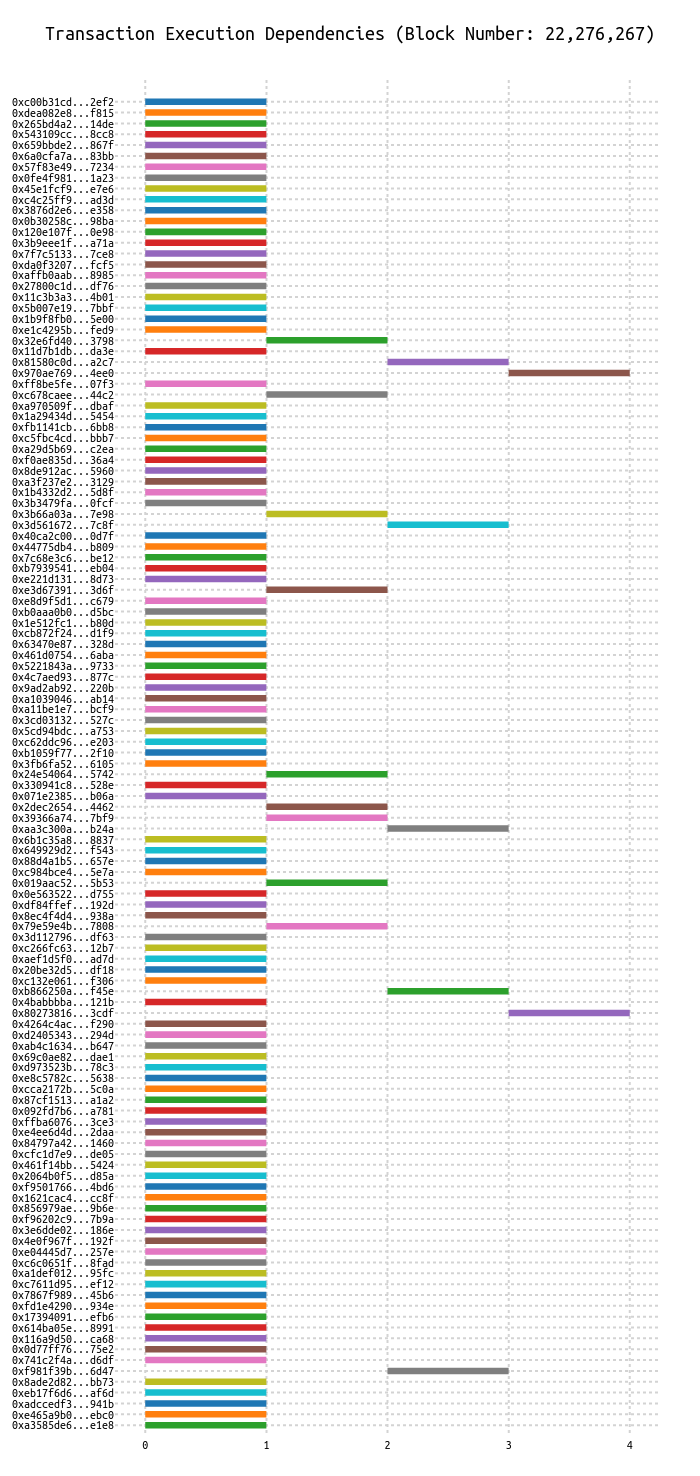 Transaction Execution Dependencies (Block Number: 22,276,267)
0xc00b31cd...2ef2
0xdea082e8...f815
0x265bd4a2...14de
0x543109cc...8cc8
0x659bbde2...867f
0x6a0cfa7a...83bb
0x57f83e49...7234
0x0fe4f981...1a23
0x45e1fcf9...e7e6
0xc4c25ff9...ad3d
0x3876d2e6...e358
0x0b30258c...98ba
0x120e107f...0e98
0x3b9eee1f...a71a
0x7f7c5133...7ce8
0xda0f3207...fcf5
0xaffb0aab...8985
0x27800c1d...df76
0x11c3b3a3...4b01
0x5b007e19...7bbf
0x1b9f8fb0...5e00
0xe1c4295b...fed9
0x32e6fd40...3798
0x11d7b1db...da3e
0x81580c0d...a2c7
0x970ae769...4ee0
0xff8be5fe...07f3
0xc678caee...44c2
0xa970509f...dbaf
0x1a29434d...5454
0xfb1141cb...6bb8
0xc5fbc4cd...bbb7
0xa29d5b69...c2ea
0xf0ae835d...36a4
0x8de912ac...5960
0xa3f237e2...3129
0x1b4332d2...5d8f
0x3b3479fa...0fcf
0x3b66a03a...7e98
0x3d561672...7c8f
0x40ca2c00...0d7f
0x44775db4...b809
0x7c68e3c6...be12
0xb7939541...eb04
0xe221d131...8d73
0xe3d67391...3d6f
0xe8d9f5d1...c679
0xb0aaa0b0...d5bc
0x1e512fc1...b80d
0xcb872f24...d1f9
0x63470e87...328d
0x461d0754...6aba
0x5221843a...9733
0x4c7aed93...877c
0x9ad2ab92...220b
0xa1039046...ab14
0xa11be1e7...bcf9
0x3cd03132...527c
0x5cd94bdc...a753
0xc62ddc96...e203
0xb1059f77...2f10
0x3fb6fa52...6105
0x24e54064...5742
0x330941c8...528e
0x071e2385...b06a
0x2dec2654...4462
0x39366a74...7bf9
0xaa3c300a...b24a
0x6b1c35a8...8837
0x649929d2...f543
0x88d4a1b5...657e
0xc984bce4...5e7a
0x019aac52...5b53
0x0e563522...d755
0xdf84ffef...192d
0x8ec4f4d4...938a
0x79e59e4b...7808
0x3d112796...df63
0xc266fc63...12b7
0xaef1d5f0...ad7d
0x20be32d5...df18
0xc132e061...f306
0xb866250a...f45e
0x4babbbba...121b
0x80273816...3cdf
0x4264c4ac...f290
0xd2405343...294d
0xab4c1634...b647
0x69c0ae82...dae1
0xd973523b...78c3
0xe8c5782c...5638
0xcca2172b...5c0a
0x87cf1513...a1a2
0x092fd7b6...a781
0xffba6076...3ce3
0xe4ee6d4d...2daa
0x84797a42...1460
0xcfc1d7e9...de05
0x461f14bb...5424
0x2064b0f5...d85a
0xf9501766...4bd6
0x1621cac4...cc8f
0x856979ae...9b6e
0xf96202c9...7b9a
0x3e6dde02...186e
0x4e0f967f...192f
0xe04445d7...257e
0xc6c0651f...8fad
0xa1def012...95fc
0xc7611d95...ef12
0x7867f989...45b6
0xfd1e4290...934e
0x17394091...efb6
0x614ba05e...8991
0x116a9d50...ca68
0x0d77ff76...75e2
0x741c2f4a...d6df
0xf981f39b...6d47
0x8ade2d82...bb73
0xeb17f6d6...af6d
0xadccedf3...941b
0xe465a9b0...ebc0
0xa3585de6...e1e8
0 1 2 3 4